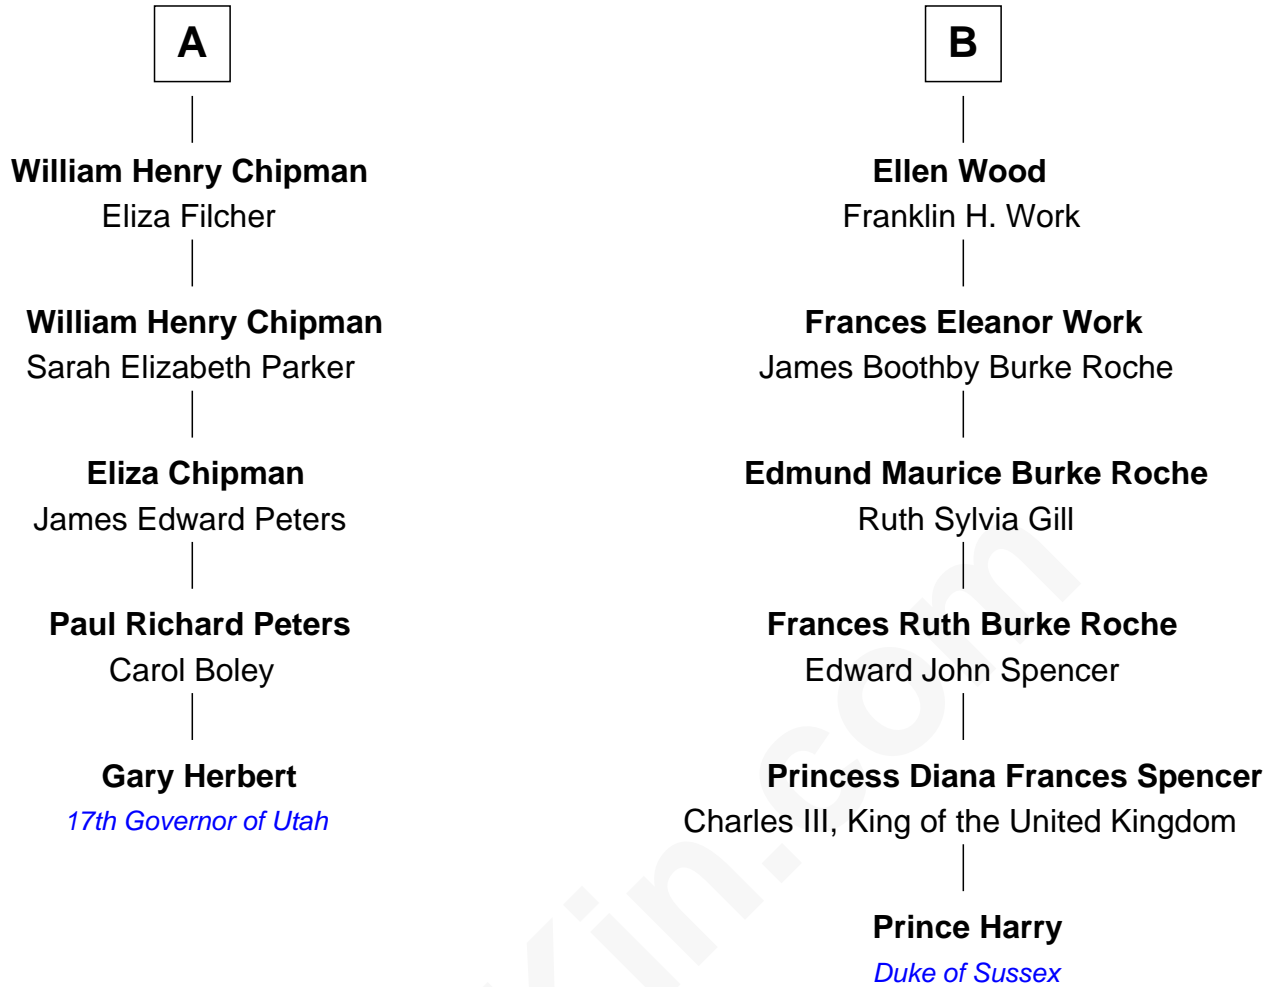 A
William Henry Chipman
Eliza Filcher
William Henry Chipman
Sarah Elizabeth Parker
Eliza Chipman
James Edward Peters
Paul Richard Peters
Carol Boley
Gary Herbert
17th Governor of Utah
B
Ellen Wood
Franklin H. Work
Frances Eleanor Work
James Boothby Burke Roche
Edmund Maurice Burke Roche
Ruth Sylvia Gill
Frances Ruth Burke Roche
Edward John Spencer
Princess Diana Frances Spencer
Charles III, King of the United Kingdom
Prince Harry
Duke of Sussex